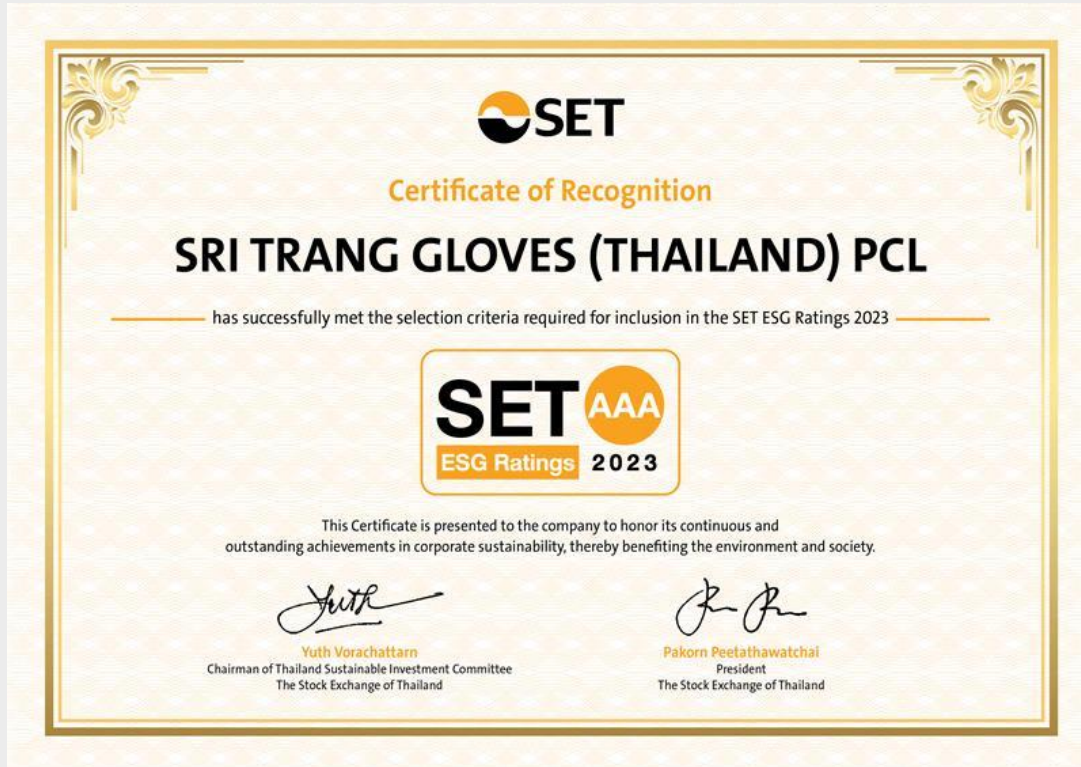 SET
Certificate of Recognition
SRI TRANG GLOVES (THAILAND) PCL
has successfully met the selection criteria required for inclusion in the SET ESG Ratings 2023
SET AAA
ESG Ratings 2023
This Certificate is presented to the company to honor its continuous and
outstanding achievements in corporate sustainability, thereby benefiting the environment and society.
Yuth
Yuth Vorachattarn
Chairman of Thailand Sustainable Investment Committee
The Stock Exchange of Thailand
Pakorn Peetathawatchai
President
The Stock Exchange of Thailand